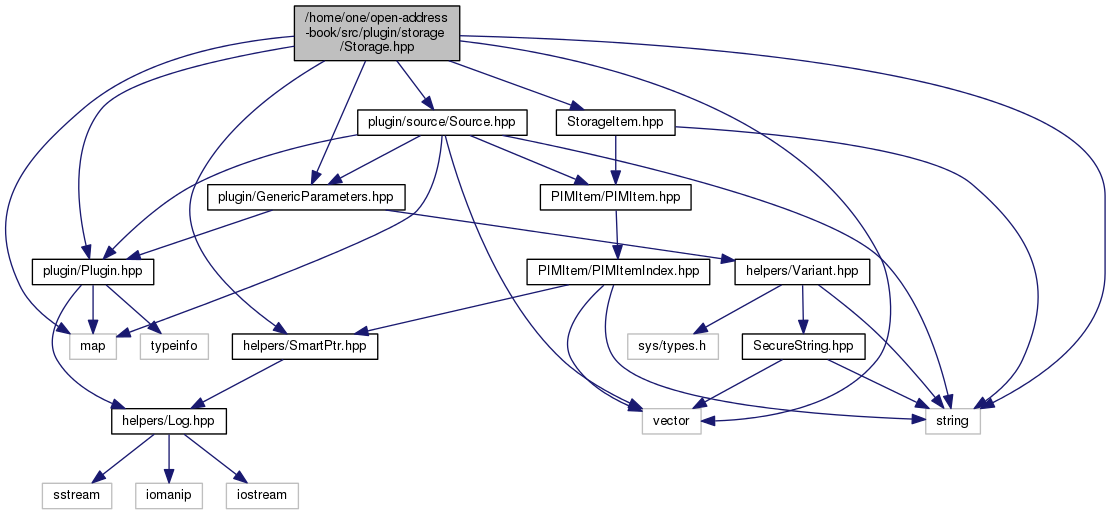 /home/one/open-address
-book/src/plugin/storage
/Storage.hpp
plugin/source/Source.hpp
StorageItem.hpp
plugin/GenericParameters.hpp
PIMItem/PIMItem.hpp
plugin/Plugin.hpp
PIMItem/PIMItemIndex.hpp
helpers/Variant.hpp
map
typeinfo
helpers/SmartPtr.hpp
sys/types.h
SecureString.hpp
helpers/Log.hpp
vector
string
sstream
iomanip
iostream